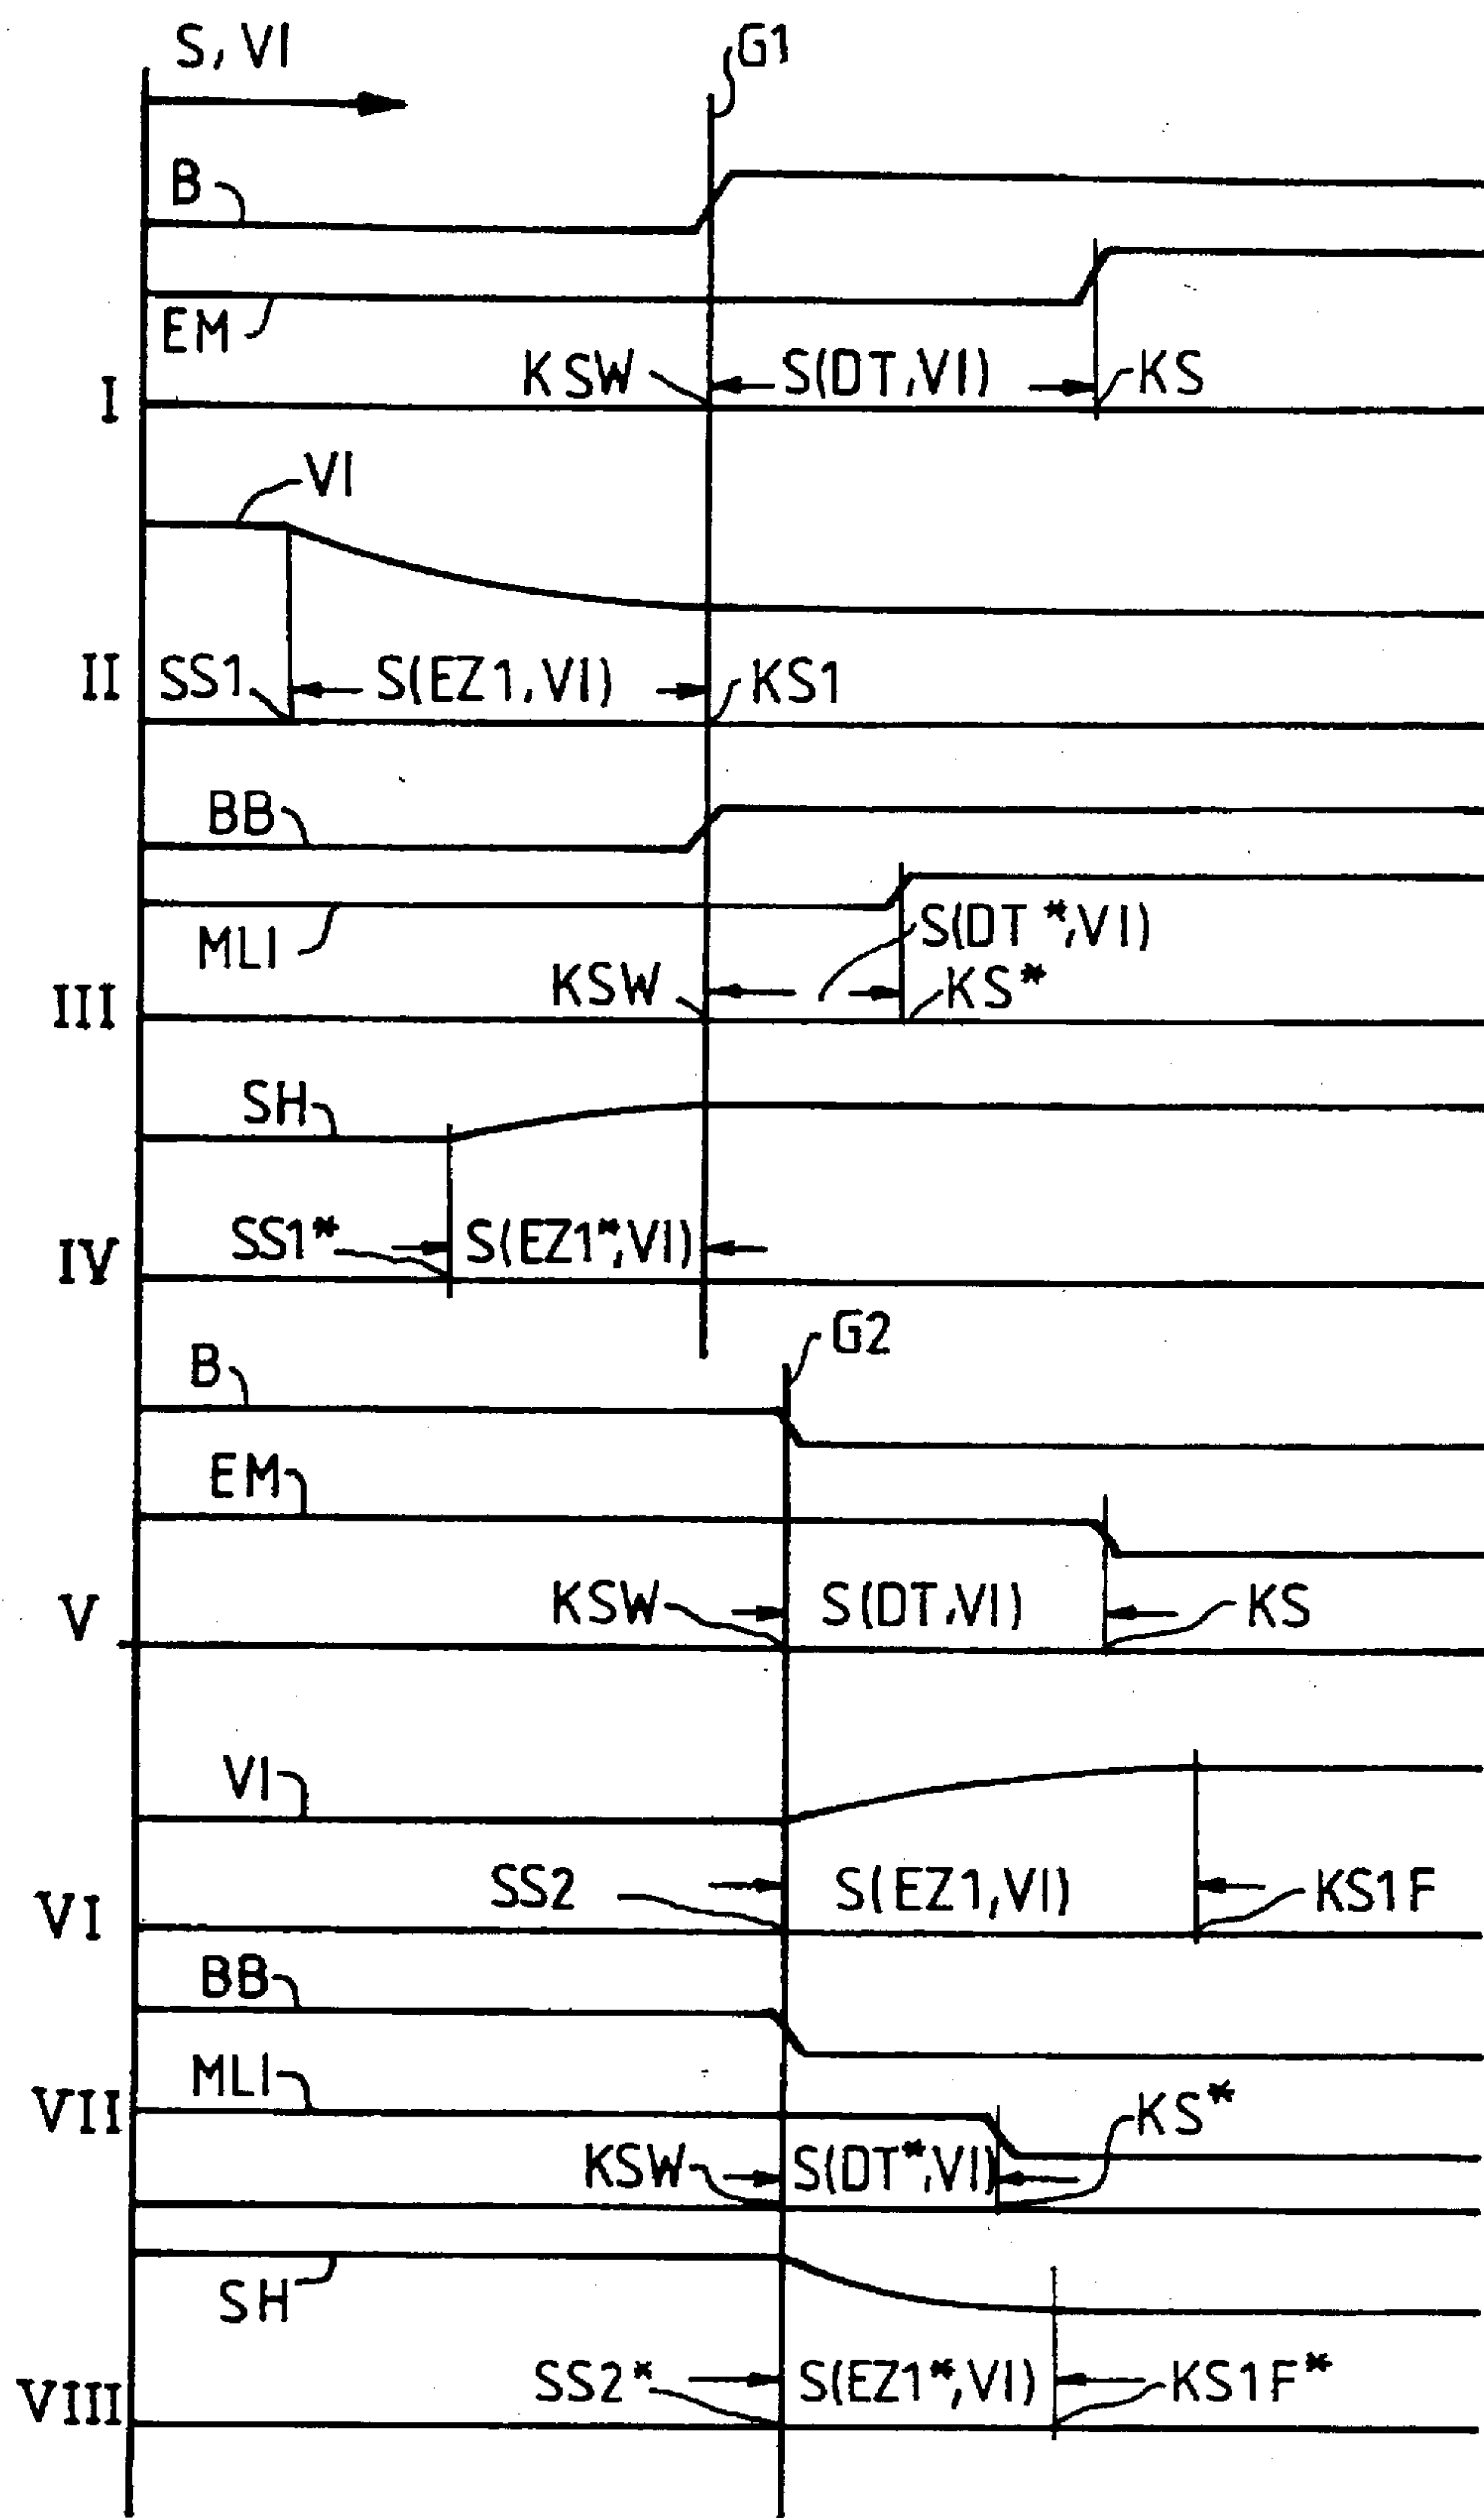 S,VI
G1
B
EM
KSW
S(DT,VI)
KS
I
VI
II
SS1
S(EZ1,VI)
KS1
BB
MLI
S(DT*,VI)
KSW
KS*
III
SH
SS1*
S(EZ1*,VI)
IV
G2
B
EM
KSW
S(DT,VI)
KS
V
VI
SS2
S(EZ1,VI)
KS1F
VI
BB
MLI
VII
KS*
KSW
S(DT*,VI)
SH
SS2*
S(EZ1*,VI)
KS1F*
VIII